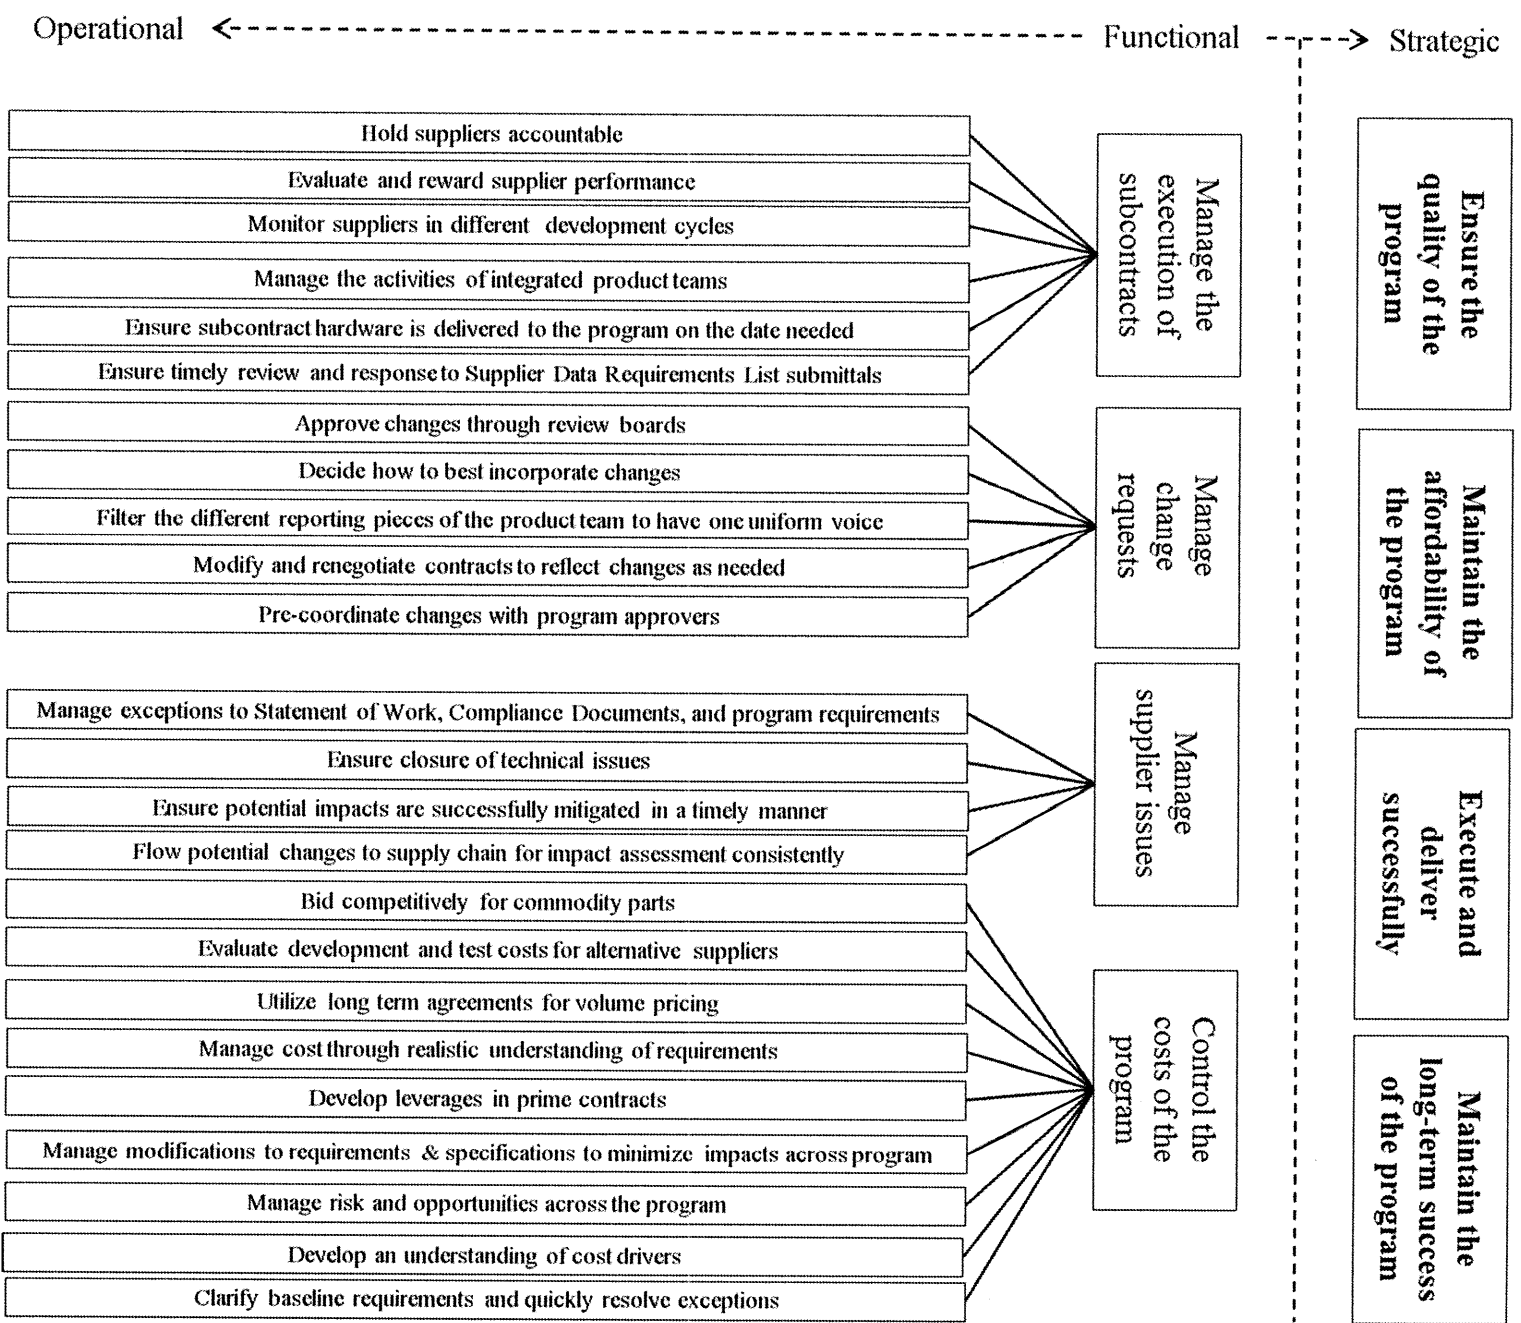 Operational
Functional
Strategic
Hold suppliers accountable
Evaluate and reward supplier performance
Monitor suppliers in different development cycles
Manage the activities of integrated product teams
Ensure subcontract hardware is delivered to the program on the date needed
Ensure timely review and response to Supplier Data Requirements List submittals
Manage the
execution of
subcontracts
Approve changes through review boards
Decide how to best incorporate changes
Filter the different reporting pieces of the product team to have one uniform voice
Modify and renegotiate contracts to reflect changes as needed
Pre-coordinate changes with program approvers
Manage
change
requests
Manage exceptions to Statement of Work, Compliance Documents, and program requirements
Ensure closure of technical issues
Ensure potential impacts are successfully mitigated in a timely manner
Flow potential changes to supply chain for impact assessment consistently
Manage
supplier issues
Bid competitively for commodity parts
Evaluate development and test costs for alternative suppliers
Utilize long term agreements for volume pricing
Manage cost through realistic understanding of requirements
Develop leverages in prime contracts
Manage modifications to requirements & specifications to minimize impacts across program
Manage risk and opportunities across the program
Develop an understanding of cost drivers
Clarify baseline requirements and quickly resolve exceptions
Control the
costs of the
program
Ensure the
quality of the
program
Maintain the
affordability of
the program
Execute and
deliver
successfully
Maintain the
long-term success
of the program